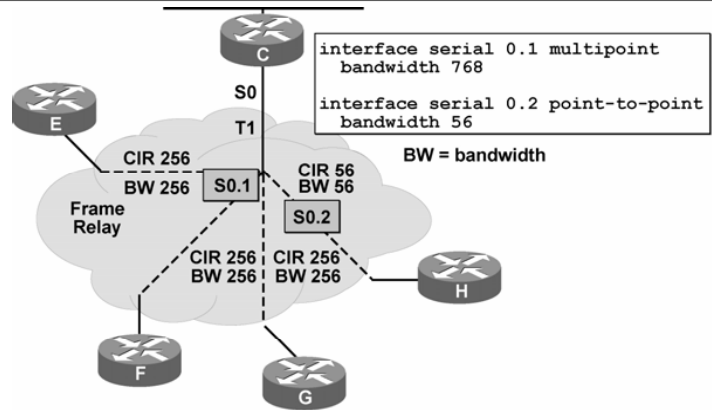 C
interface serial 0.1 multipoint
bandwidth 768
interface serial 0.2 point-to-point
bandwidth 56
S0
E
T1
BW = bandwidth
CIR 256
BW 256
CIR 56
BW 56
S0.1
Frame
Relay
S0.2
CIR 256
BW 256
CIR 256
BW 256
H
F
G